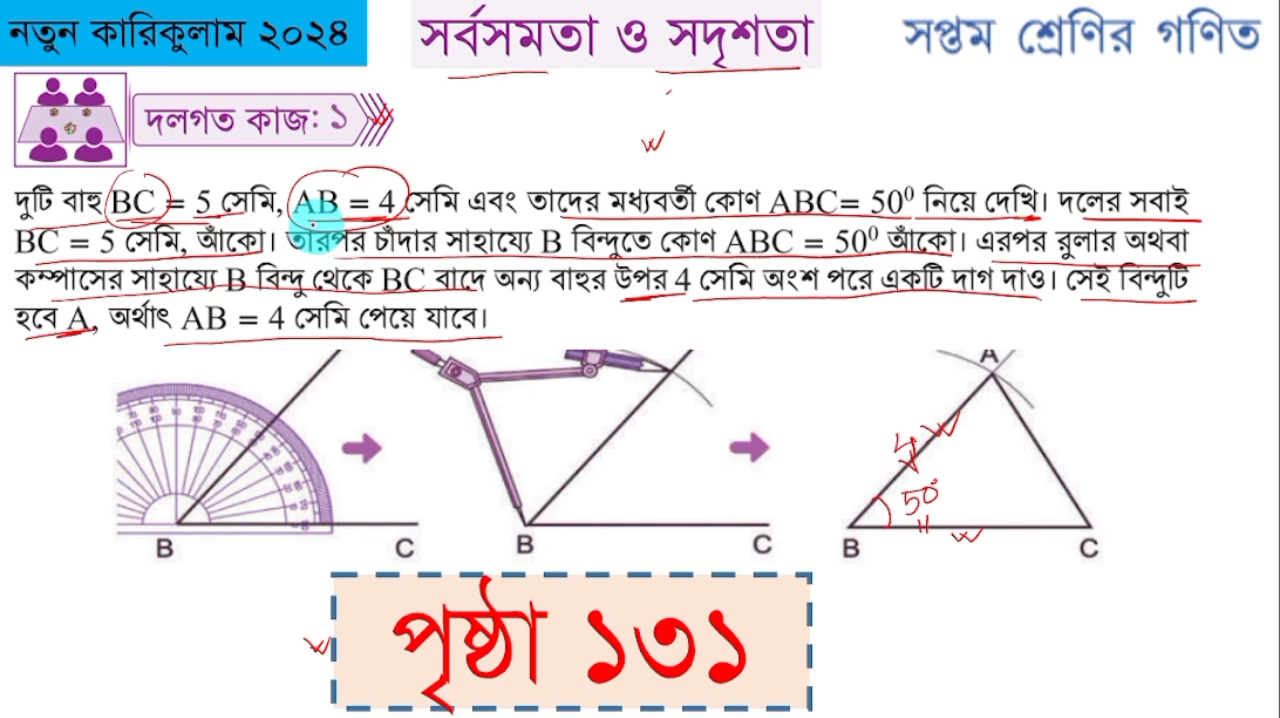 নতুন কারিকুলাম ২০২৪
সর্বসমতা ও সদৃশতা
সপ্তম শ্রেণির গণিত
দলগত কাজ: ১
দুটি বাহু BC = 5 সেমি, AB = 4 সেমি এবং তাদের মধ্যবর্তী কোণ ABC= 50⁰ নিয়ে দেখি। দলের সবাই
BC = 5 সেমি, আঁকো। তারপর চাঁদার সাহায্যে B বিন্দুতে কোণ ABC = 50⁰ আঁকো। এরপর রুলার অথবা
কম্পাসের সাহায্যে B বিন্দু থেকে BC বাদে অন্য বাহুর উপর 4 সেমি অংশ পরে একটি দাগ দাও। সেই বিন্দুটি
হবে A, অর্থাৎ AB = 4 সেমি পেয়ে যাবে।
B C
B C
A
4
50°
B C
পৃষ্ঠা ১৩১